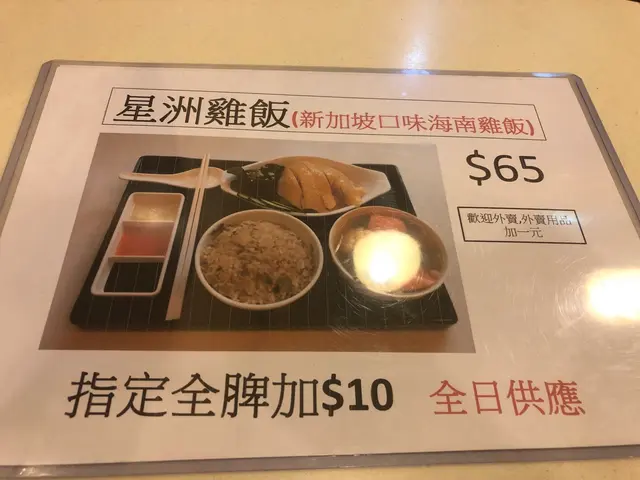 星洲雞飯(新加坡口味海南雞飯)
$65
歡迎外賣,外賣用品
加一元
指定全脾加$10
全日供應